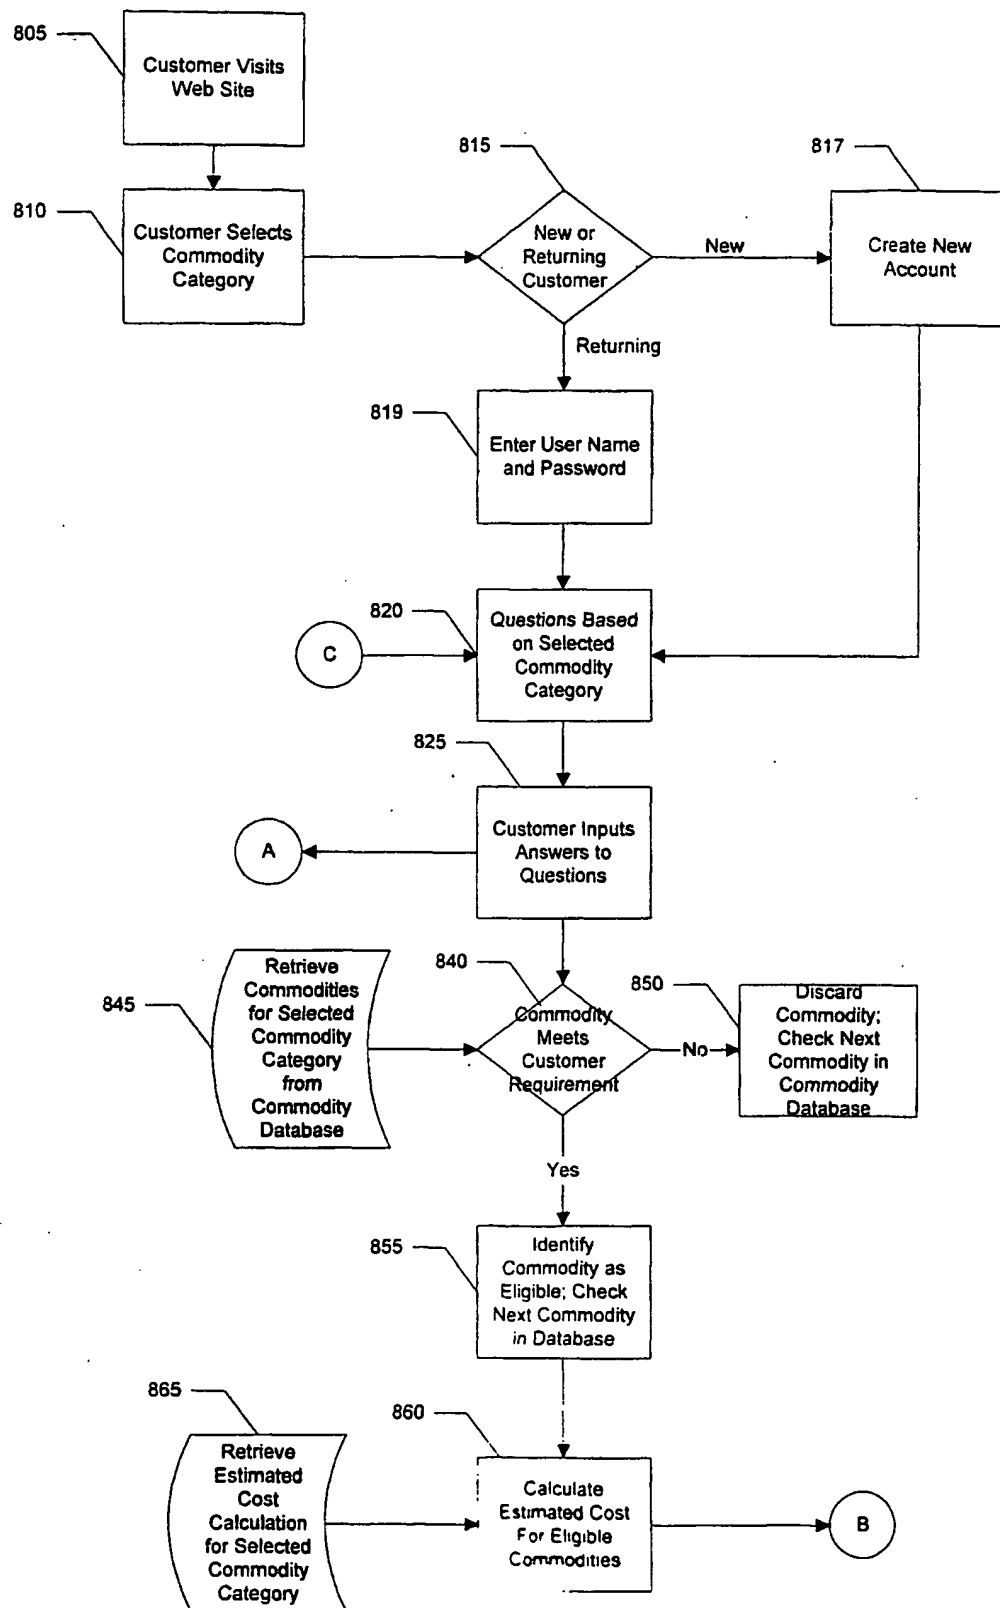 805
Customer Visits
Web Site
810
Customer Selects
Commodity
Category
815
New or
Returning
Customer
New
817
Create New
Account
Returning
819
Enter User Name
and Password
820
Questions Based
on Selected
Commodity
Category
C
825
Customer Inputs
Answers to
Questions
A
845
Retrieve
Commodities
for Selected
Commodity
Category
from
Commodity
Database
840
Commodity
Meets
Customer
Requirement
No
850
Discard
Commodity;
Check Next
Commodity in
Commodity
Database
Yes
855
Identify
Commodity as
Eligible; Check
Next Commodity
in Database
865
Retrieve
Estimated
Cost
Calculation
for Selected
Commodity
Category
860
Calculate
Estimated Cost
For Eligible
Commodities
B